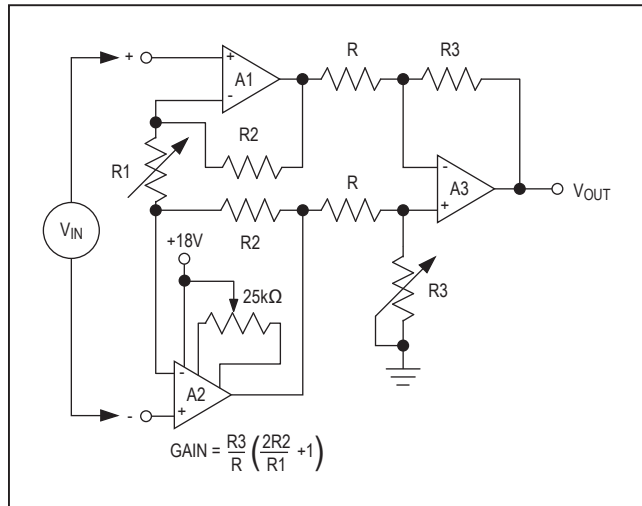 +
+
A1
-
R
R3
R2
R1
-
A3
+
VOUT
R
R2
VIN
+18V
25kΩ
R3
-
A2
+
-
GAIN = R3/R (2R2/R1 +1)